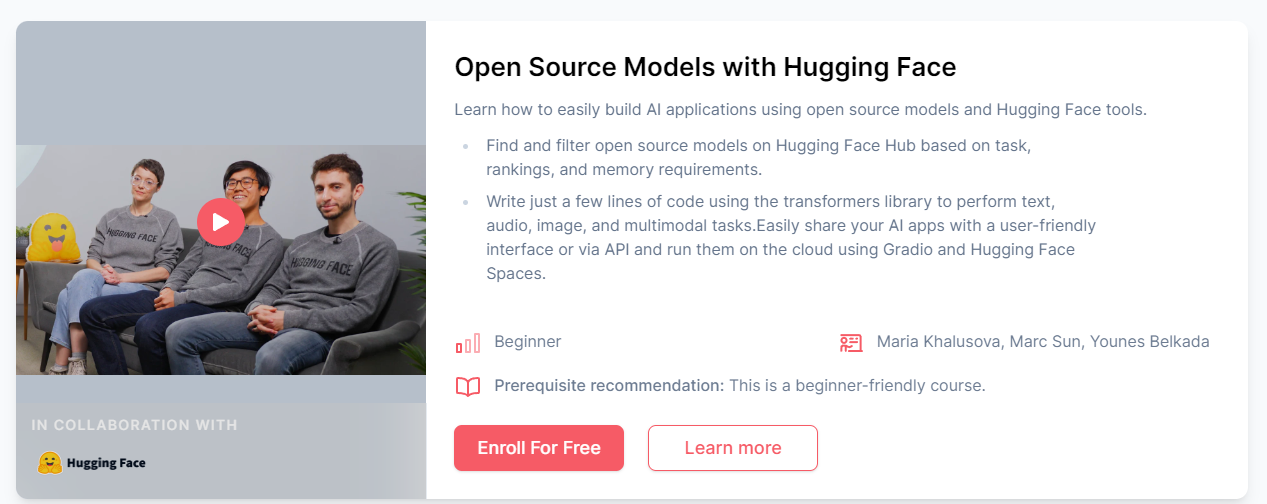 Open Source Models with Hugging Face
Learn how to easily build AI applications using open source models and Hugging Face tools.
Find and filter open source models on Hugging Face Hub based on task,
rankings, and memory requirements.
Write just a few lines of code using the transformers library to perform text,
audio, image, and multimodal tasks.Easily share your AI apps with a user-friendly
interface or via API and run them on the cloud using Gradio and Hugging Face
Spaces.
HUGGING FACE
HUGGING FACE
HUGGING FACE
Beginner
Maria Khalusova, Marc Sun, Younes Belkada
Prerequisite recommendation: This is a beginner-friendly course.
IN COLLABORATION WITH
Hugging Face
Enroll For Free
Learn more